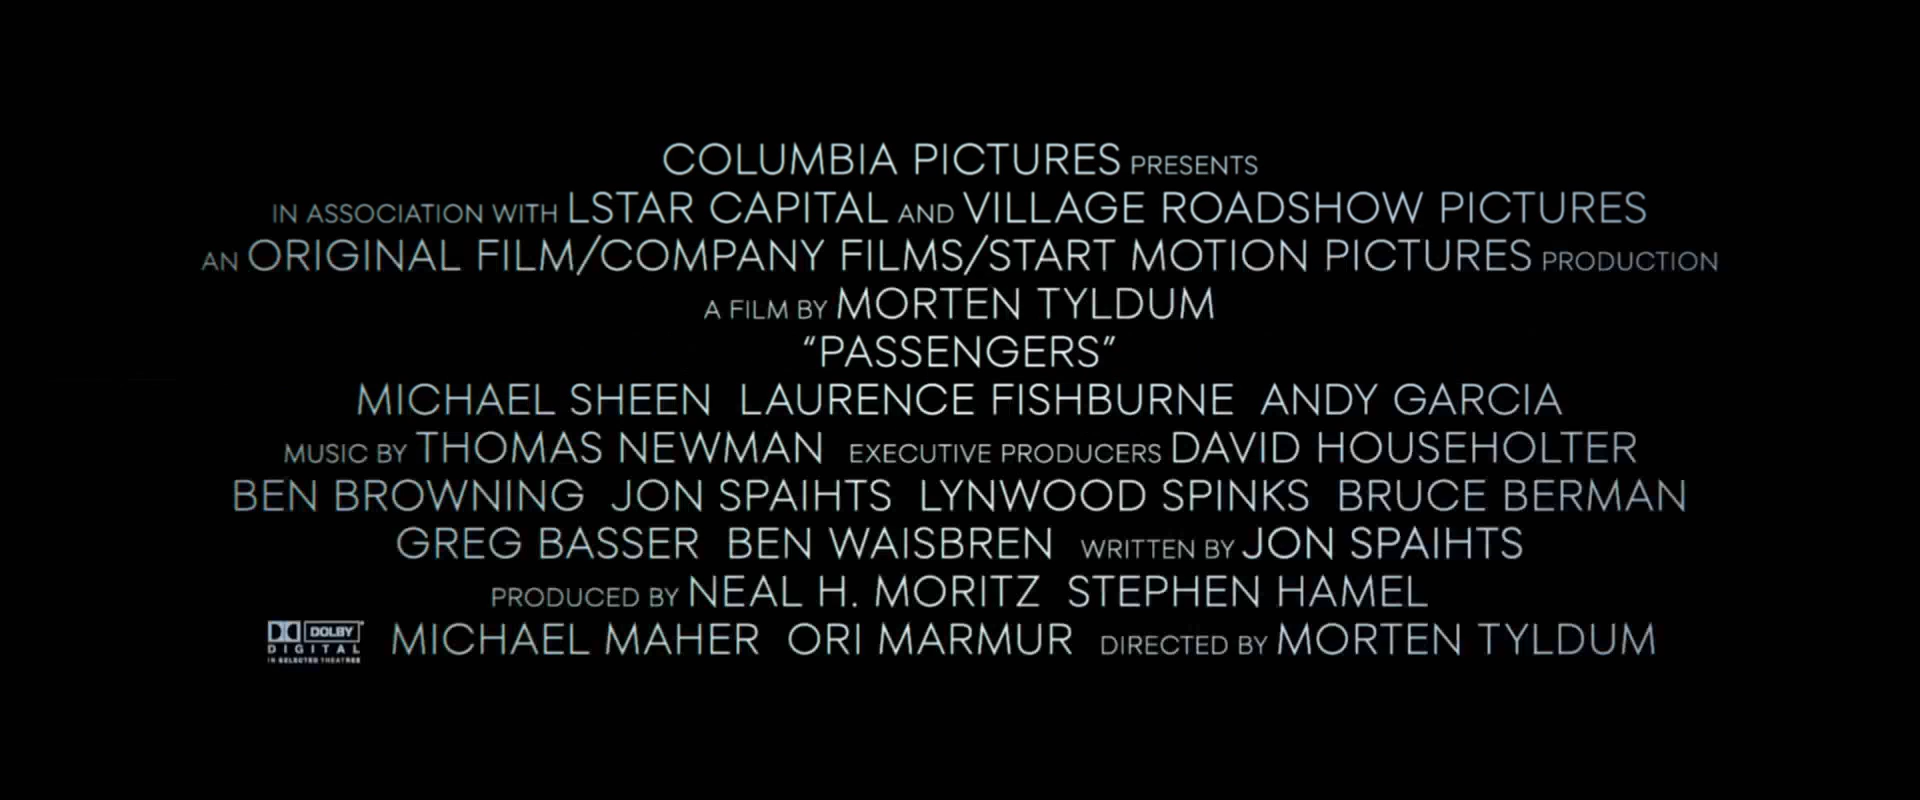 COLUMBIA PICTURES PRESENTS
IN ASSOCIATION WITH LSTAR CAPITAL AND VILLAGE ROADSHOW PICTURES
AN ORIGINAL FILM/COMPANY FILMS/START MOTION PICTURES PRODUCTION
A FILM BY MORTEN TYLDUM
“PASSENGERS”
MICHAEL SHEEN LAURENCE FISHBURNE ANDY GARCIA
MUSIC BY THOMAS NEWMAN EXECUTIVE PRODUCERS DAVID HOUSEHOLTER
BEN BROWNING JON SPAIHTS LYNWOOD SPINKS BRUCE BERMAN
GREG BASSER BEN WAISBREN WRITTEN BY JON SPAIHTS
PRODUCED BY NEAL H. MORITZ STEPHEN HAMEL
MICHAEL MAHER ORI MARMUR DIRECTED BY MORTEN TYLDUM
DOLBY
DIGITAL
IN SELECTED THEATRES